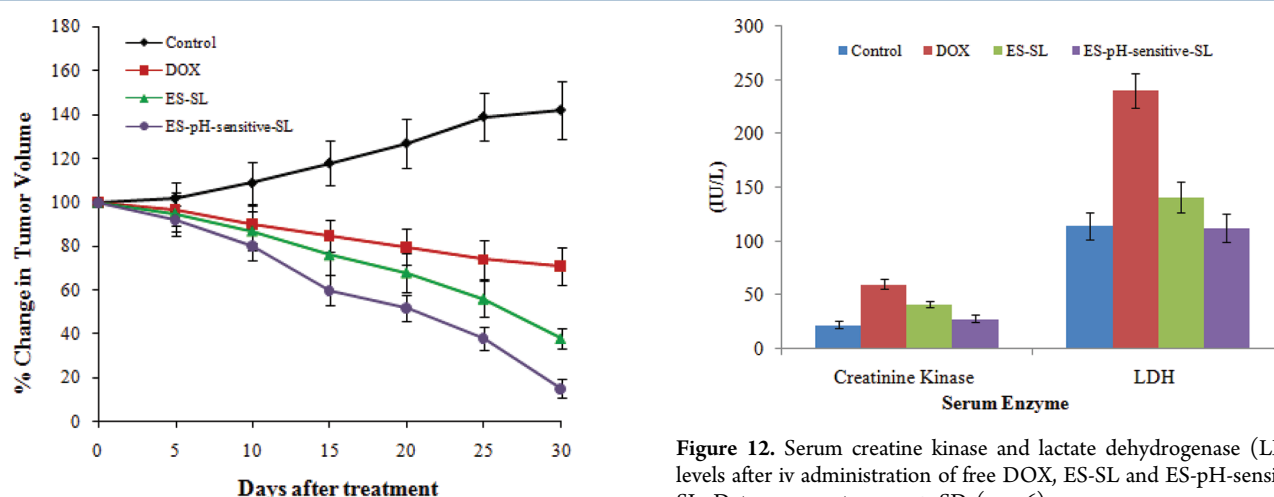 180
160
140
120
100
80
60
40
20
0
% Change in Tumor Volume
Control
DOX
ES-SL
ES-pH-sensitive-SL
0 5 10 15 20 25 30
Days after treatment
300
250
200
150
100
50
0
(IU/L)
Control DOX ES-SL ES-pH-sensitive-SL
Creatinine Kinase LDH
Serum Enzyme
Figure 12. Serum creatine kinase and lactate dehydrogenase
levels after iv administration of free DOX, ES-SL and